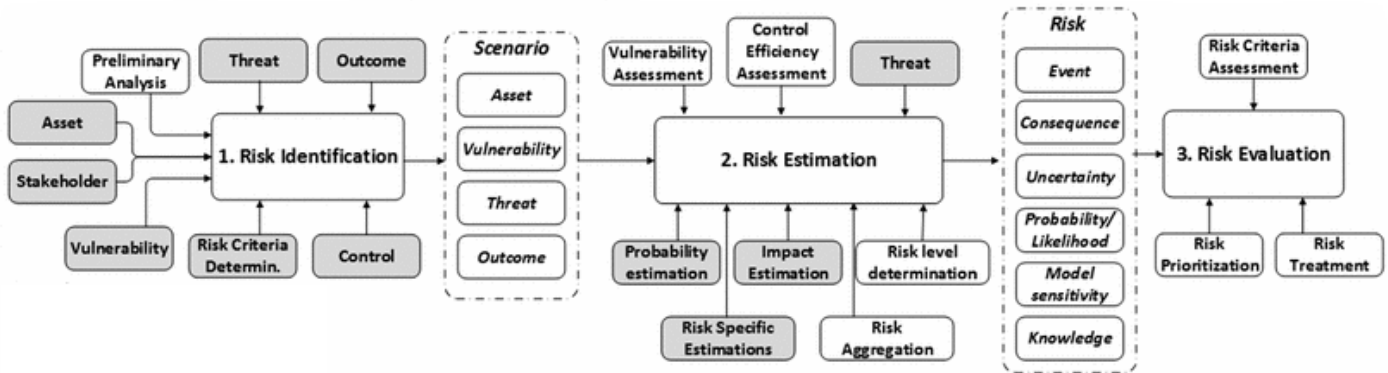 Preliminary
Analysis
Threat
Outcome
Asset
Stakeholder
Vulnerability
Risk Criteria
Determin.
Control
1. Risk Identification
Scenario
Asset
Vulnerability
Threat
Outcome
Vulnerability
Assessment
Control
Efficiency
Assessment
Threat
2. Risk Estimation
Probability
estimation
Impact
Estimation
Risk level
determination
Risk Specific
Estimations
Risk
Aggregation
Risk
Event
Consequence
Uncertainty
Probability/
Likelihood
Model
sensitivity
Knowledge
Risk Criteria
Assessment
3. Risk Evaluation
Risk
Prioritization
Risk
Treatment